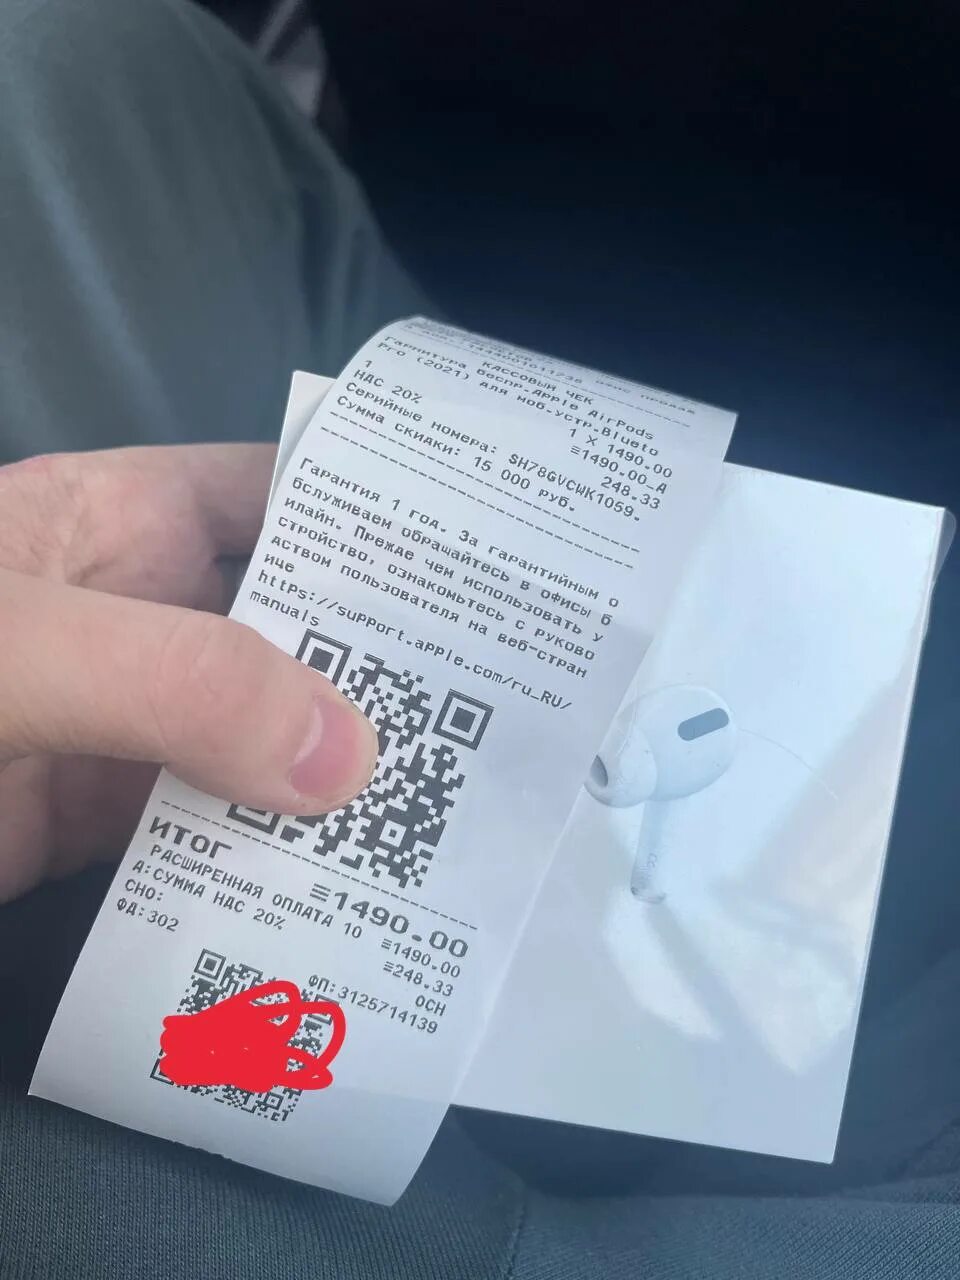 КАССОВЫЙ ЧЕК
Гарнитура беспр.Apple AirPods
Pro (2021) для моб.устр.Blueto
1
1 X 1490.00
≡1490.00_А
НДС 20%
248.33
Серийные номера: SH78GVCWK1059.
Сумма скидки: 15 000 руб.
Гарантия 1 год. За гарантийным о
бслуживаем обращайтесь в офисы б
илайн. Прежде чем использовать у
стройство, ознакомьтесь с руково
дством пользователя на веб-стран
ице
https://support.apple.com/ru_RU/
manuals
ИТОГ ≡1490.00
РАСШИРЕННАЯ ОПЛАТА 10 ≡1490.00
А:СУММА НДС 20% ≡248.33
СНО: ОСН
ФД:302 ФП:3125714139
R